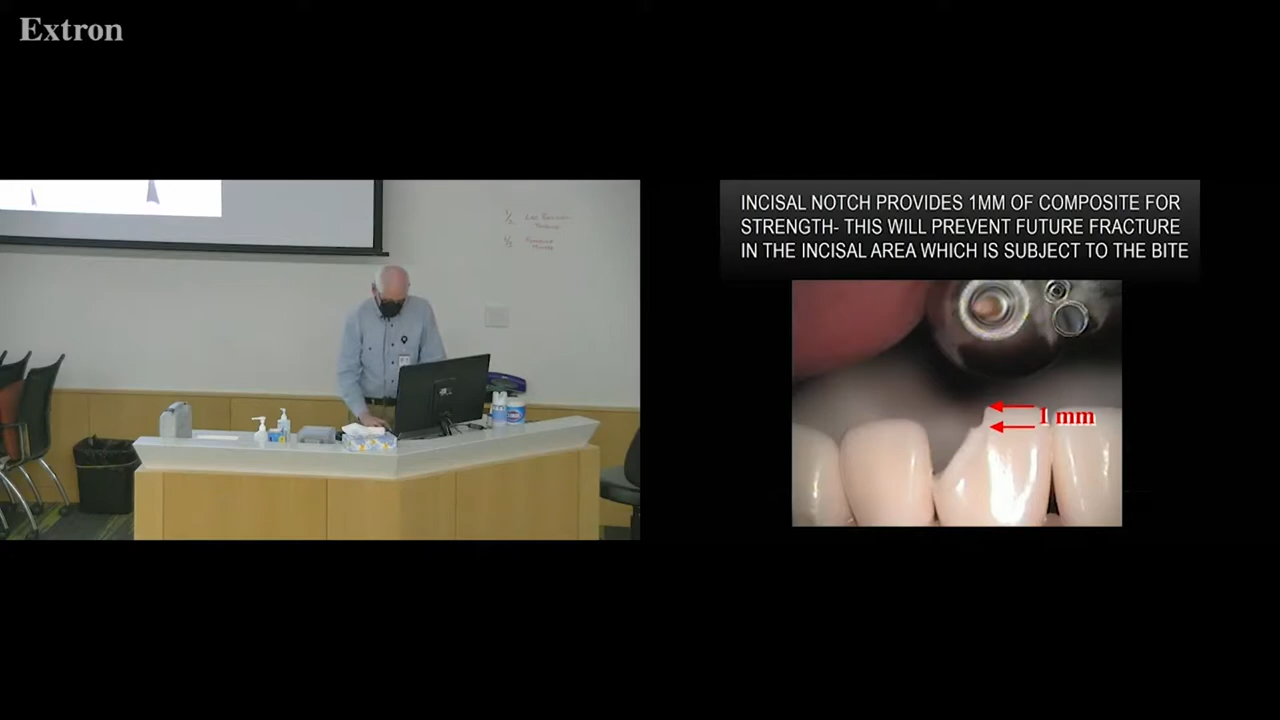 Extron
INCISAL NOTCH PROVIDES 1MM OF COMPOSITE FOR
STRENGTH- THIS WILL PREVENT FUTURE FRACTURE
IN THE INCISAL AREA WHICH IS SUBJECT TO THE BITE
1 mm